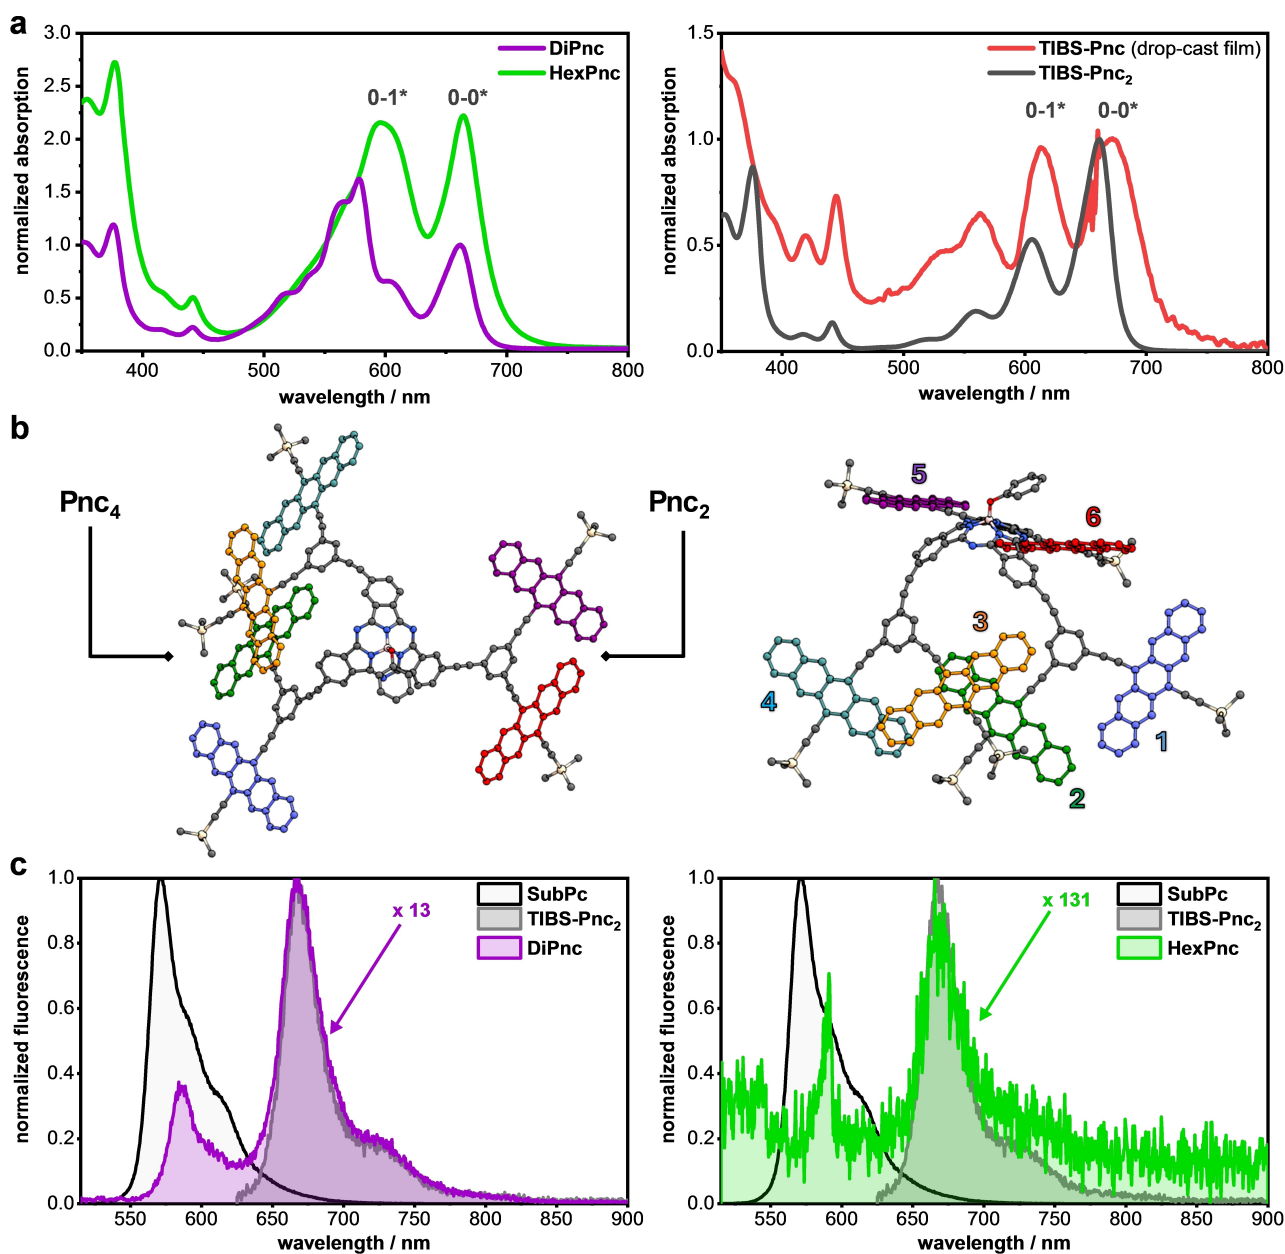 a
3.0
2.5
2.0
1.5
1.0
0.5
0.0
normalized absorption
DiPnc
HexPnc
0-1*
0-0*
400
500
600
700
800
wavelength / nm
1.5
1.0
0.5
0.0
normalized absorption
TIBS-Pnc (drop-cast film)
TIBS-Pnc₂
0-1*
0-0*
400
500
600
700
800
wavelength / nm
b
Pnc₄
Pnc₂
5
6
3
4
1
2
c
1.0
0.8
0.6
0.4
0.2
0.0
normalized fluorescence
SubPc
TIBS-Pnc₂
DiPnc
x 13
550
600
650
700
750
800
850
900
wavelength / nm
1.0
0.8
0.6
0.4
0.2
0.0
normalized fluorescence
SubPc
TIBS-Pnc₂
HexPnc
x 131
550
600
650
700
750
800
850
900
wavelength / nm